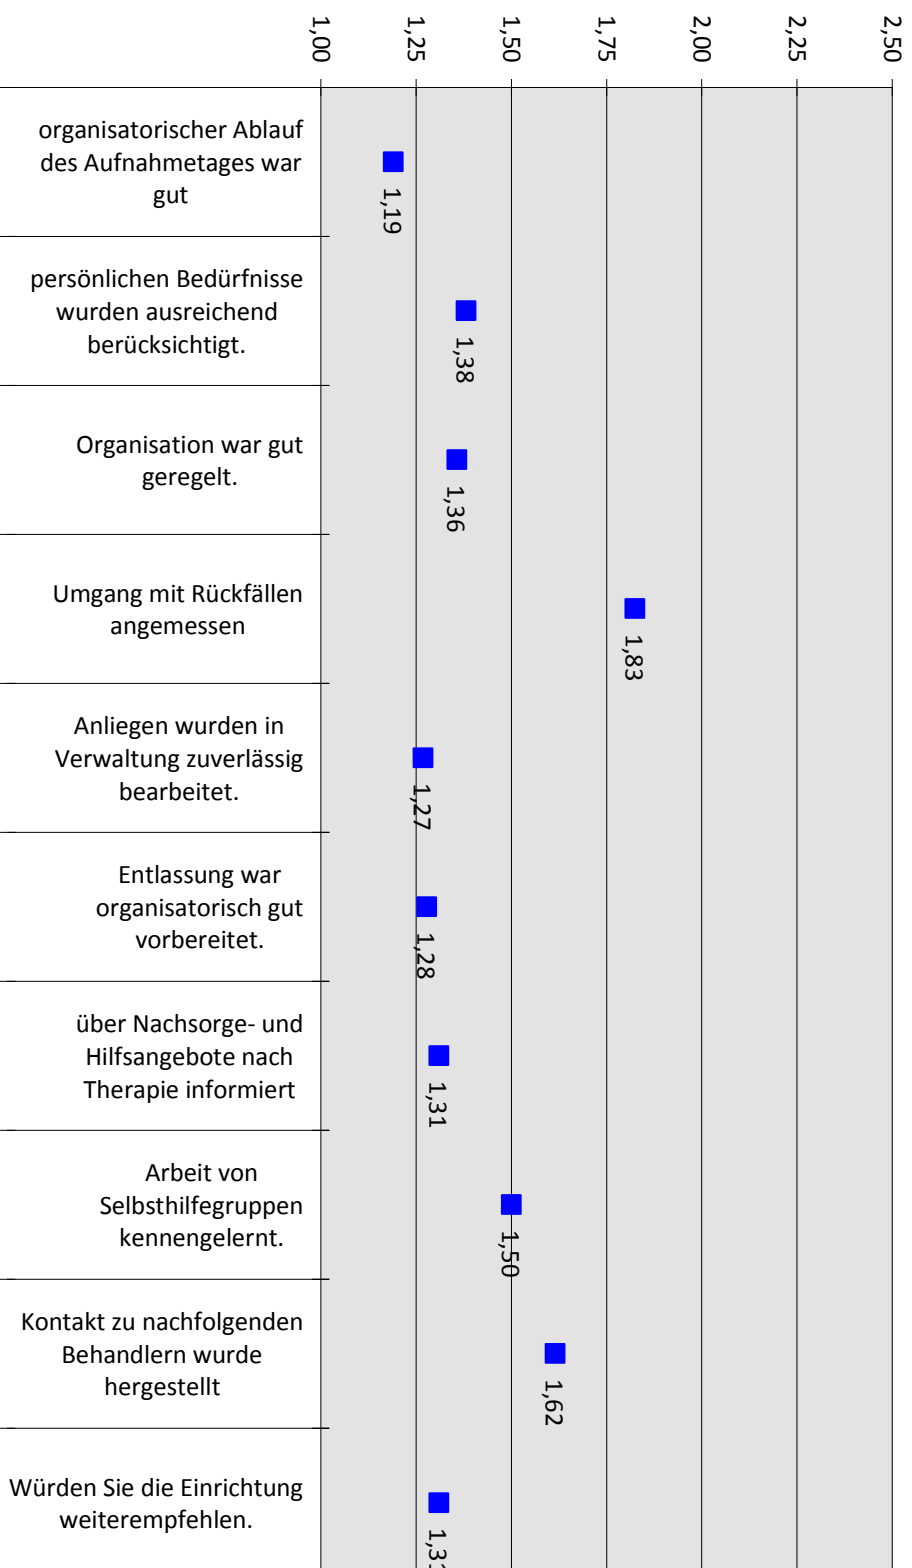 1,00
1,25
1,50
1,75
2,00
2,25
2,50
organisatorischer Ablauf
des Aufnahmetages war
gut
1,19
persönlichen Bedürfnisse
wurden ausreichend
berücksichtigt.
1,38
Organisation war gut
geregelt.
1,36
Umgang mit Rückfällen
angemessen
1,83
Anliegen wurden in
Verwaltung zuverlässig
bearbeitet.
1,27
Entlassung war
organisatorisch gut
vorbereitet.
1,28
über Nachsorge- und
Hilfsangebote nach
Therapie informiert
1,31
Arbeit von
Selbsthilfegruppen
kennengelernt.
1,50
Kontakt zu nachfolgenden
Behandlern wurde
hergestellt
1,62
Würden Sie die Einrichtung
weiterempfehlen.
1,31